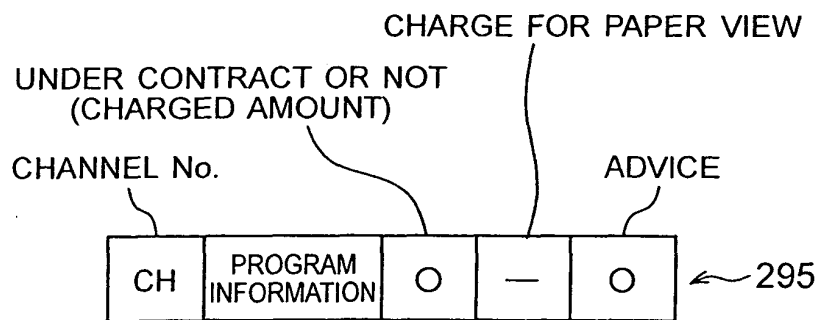 CHARGE FOR PAPER VIEW
UNDER CONTRACT OR NOT
(CHARGED AMOUNT)
CHANNEL No.
ADVICE
CH
PROGRAM
INFORMATION
O
—
O
295